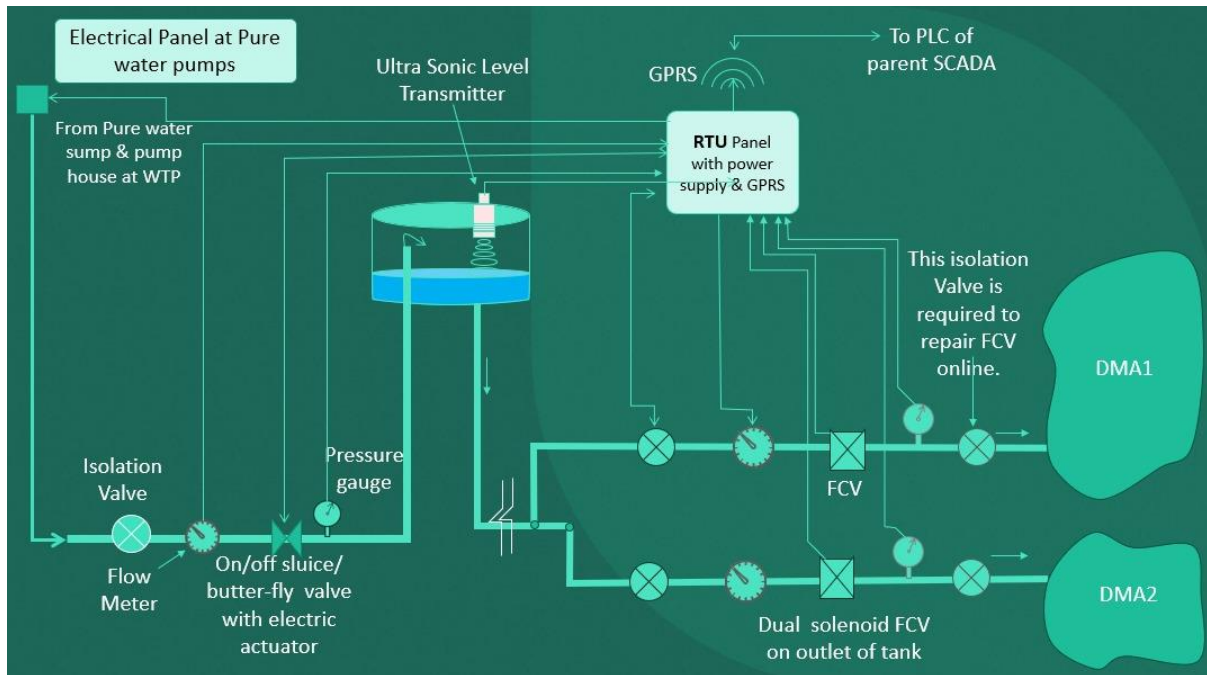 Electrical Panel at Pure
water pumps
Ultra Sonic Level
Transmitter
GPRS
To PLC of
parent SCADA
From Pure water
sump & pump
house at WTP
RTU Panel
with power
supply & GPRS
This isolation
Valve is
required to
repair FCV
online.
DMA1
Isolation
Valve
Pressure
gauge
FCV
Flow
Meter
On/off sluice/
butter-fly valve
with electric
actuator
Dual solenoid FCV
on outlet of tank
DMA2